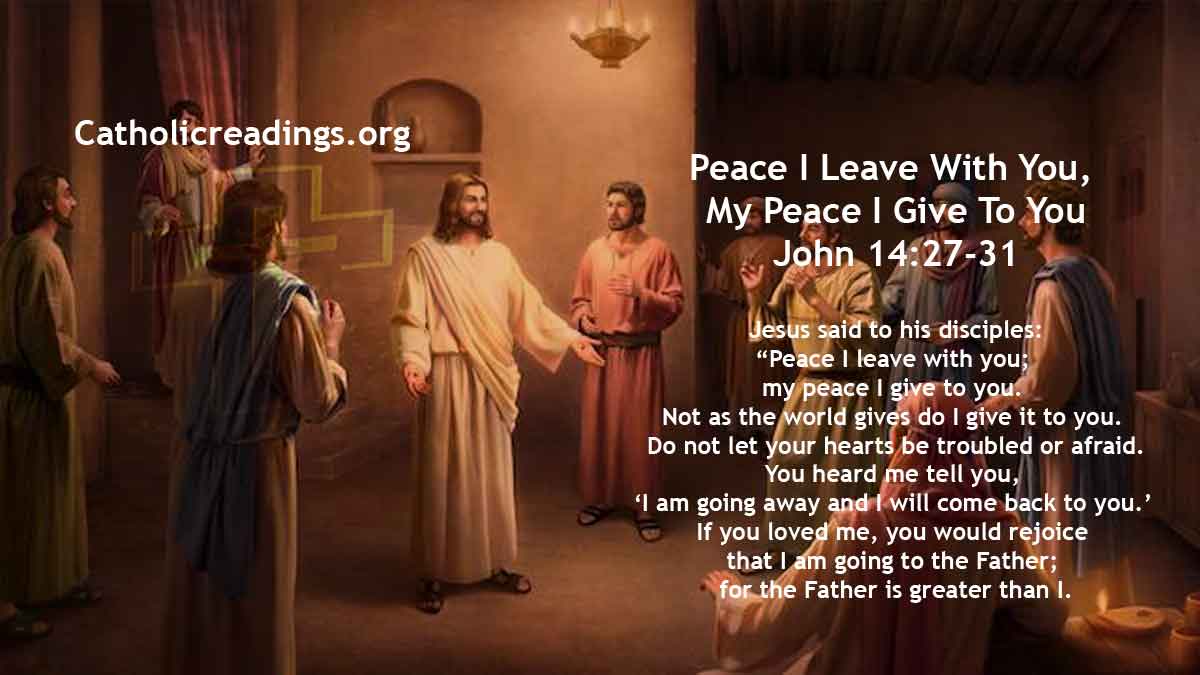 Catholicreadings.org
Peace I Leave With You,
My Peace I Give To You
John 14:27-31
Jesus said to his disciples:
“Peace I leave with you;
my peace I give to you.
Not as the world gives do I give it to you.
Do not let your hearts be troubled or afraid.
You heard me tell you,
‘I am going away and I will come back to you.’
If you loved me, you would rejoice
that I am going to the Father;
for the Father is greater than I.